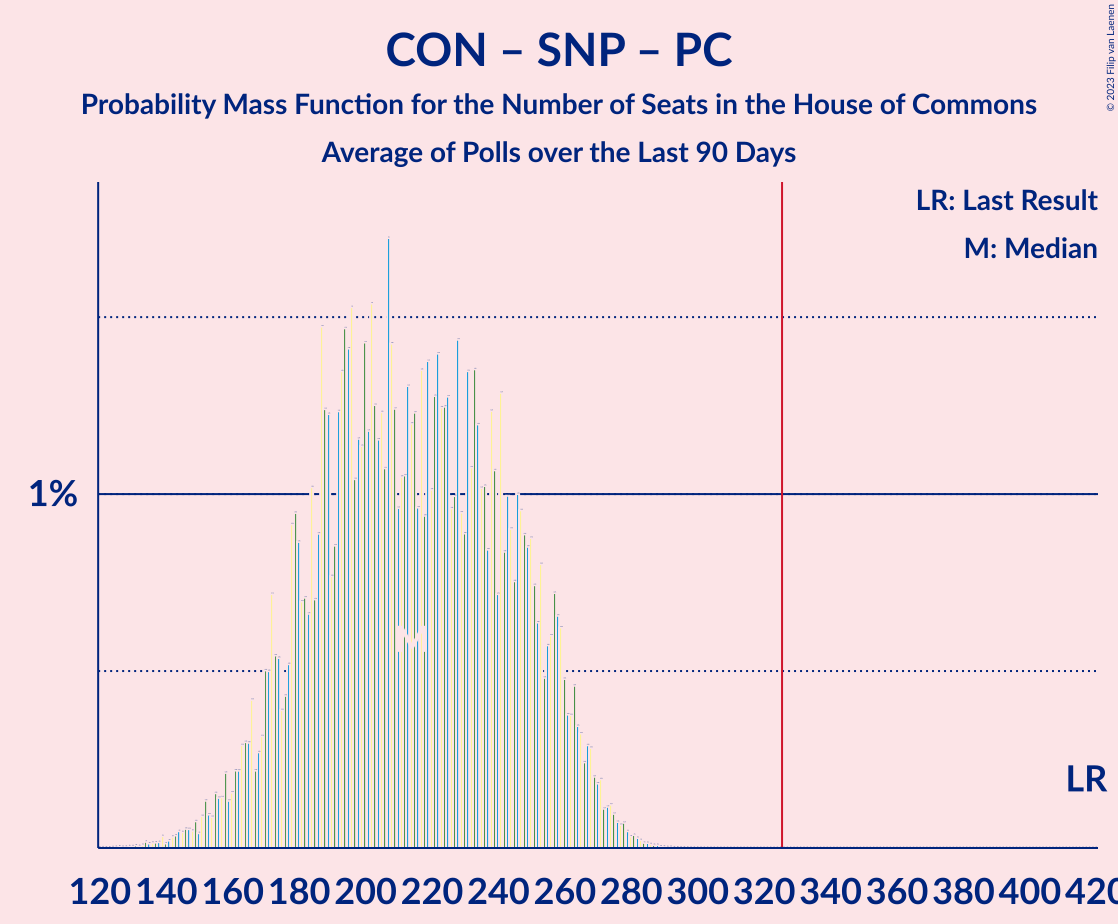 CON – SNP – PC
Probability Mass Function for the Number of Seats in the House of Commons
Average of Polls over the Last 90 Days
© 2023 Filip van Laenen
LR: Last Result
M: Median
1%
M
LR
120 140 160 180 200 220 240 260 280 300 320 340 360 380 400 420